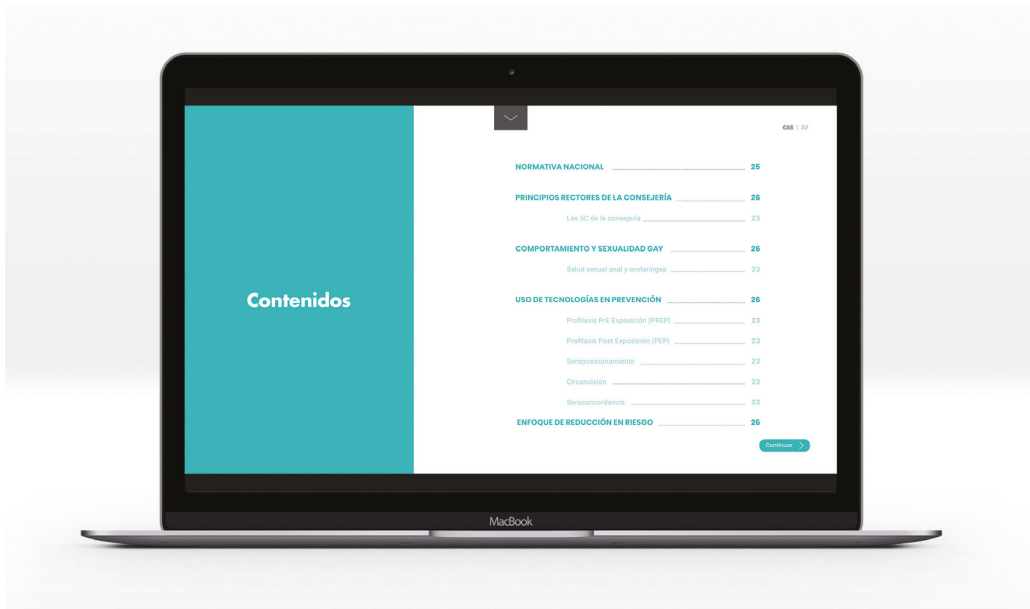 CAS | 32
NORMATIVA NACIONAL 25
PRINCIPIOS RECTORES DE LA CONSEJERÍA 26
Las 5C de la consejería 23
COMPORTAMIENTO Y SEXUALIDAD GAY 26
Salud sexual anal y orofaríngea 23
Contenidos
USO DE TECNOLOGÍAS EN PREVENCIÓN 26
Profilaxis PrE Exposición (PREP) 23
Profilaxis Post Exposición (PEP) 23
Seroposicionamiento 23
Circuncisión 23
Seroconcordancia 23
ENFOQUE DE REDUCCIÓN EN RIESGO 26
Continuar
MacBook